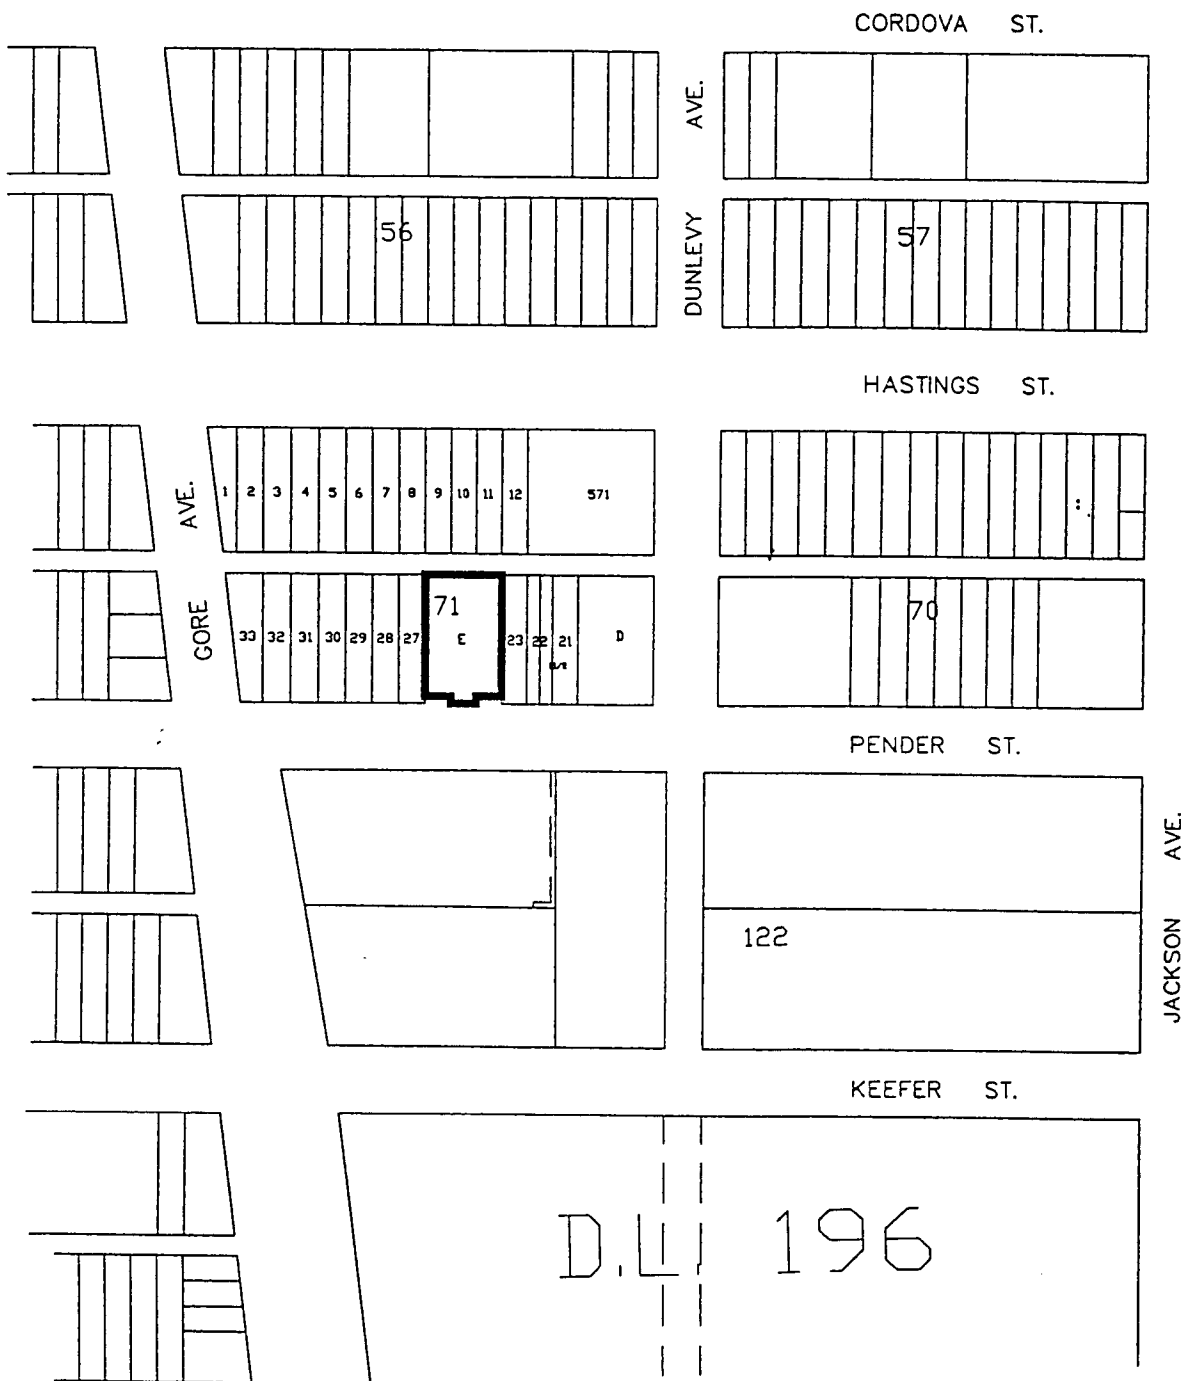 CORDOVA ST.
AVE.
DUNLEVY
56
57
HASTINGS ST.
AVE.
GORE
1 2 3 4 5 6 7 8 9 10 11 12 571
71
70
33 32 31 30 29 28 27 E 23 22 21 D
PENDER ST.
AVE.
JACKSON
122
KEEFER ST.
D.L. 196